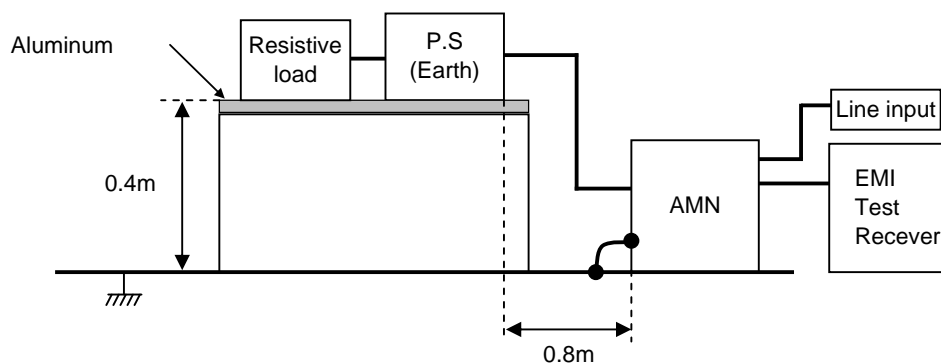 Aluminum
Resistive
load
P.S
(Earth)
Line input
0.4m
AMN
EMI
Test
Recever
0.8m